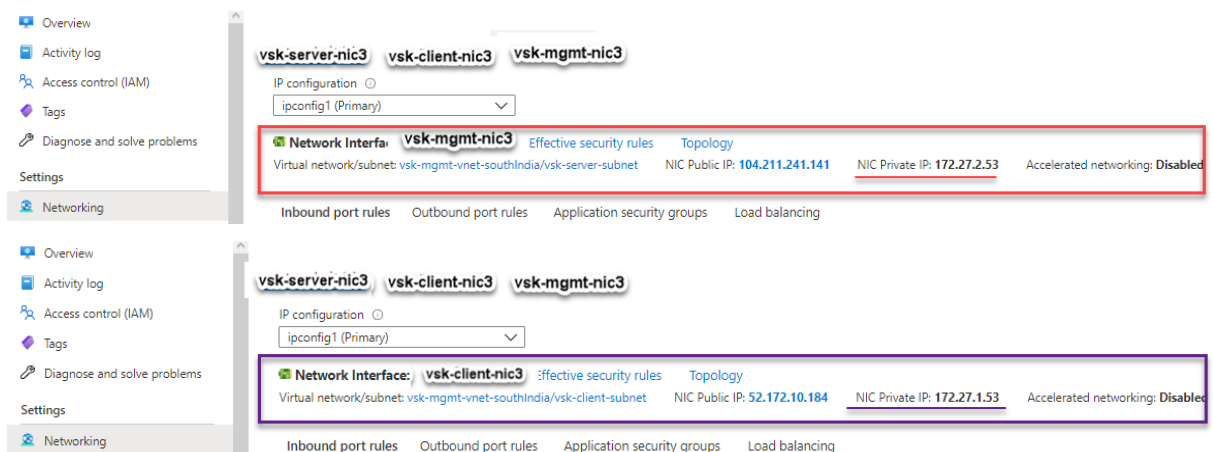 Overview
Activity log
Access control (IAM)
Tags
Diagnose and solve problems
Settings
Networking
vsk-server-nic3 vsk-client-nic3 vsk-mgmt-nic3
IP configuration
ipconfig1 (Primary)
Network Interfa vsk-mgmt-nic3 Effective security rules Topology
Virtual network/subnet: vsk-mgmt-vnet-southIndia/vsk-server-subnet NIC Public IP: 104.211.241.141 NIC Private IP: 172.27.2.53 Accelerated networking: Disabled
Inbound port rules Outbound port rules Application security groups Load balancing
Overview
Activity log
Access control (IAM)
Tags
Diagnose and solve problems
Settings
Networking
vsk-server-nic3 vsk-client-nic3 vsk-mgmt-nic3
IP configuration
ipconfig1 (Primary)
Network Interface: vsk-client-nic3 Effective security rules Topology
Virtual network/subnet: vsk-mgmt-vnet-southIndia/vsk-client-subnet NIC Public IP: 52.172.10.184 NIC Private IP: 172.27.1.53 Accelerated networking: Disabled
Inbound port rules Outbound port rules Application security groups Load balancing